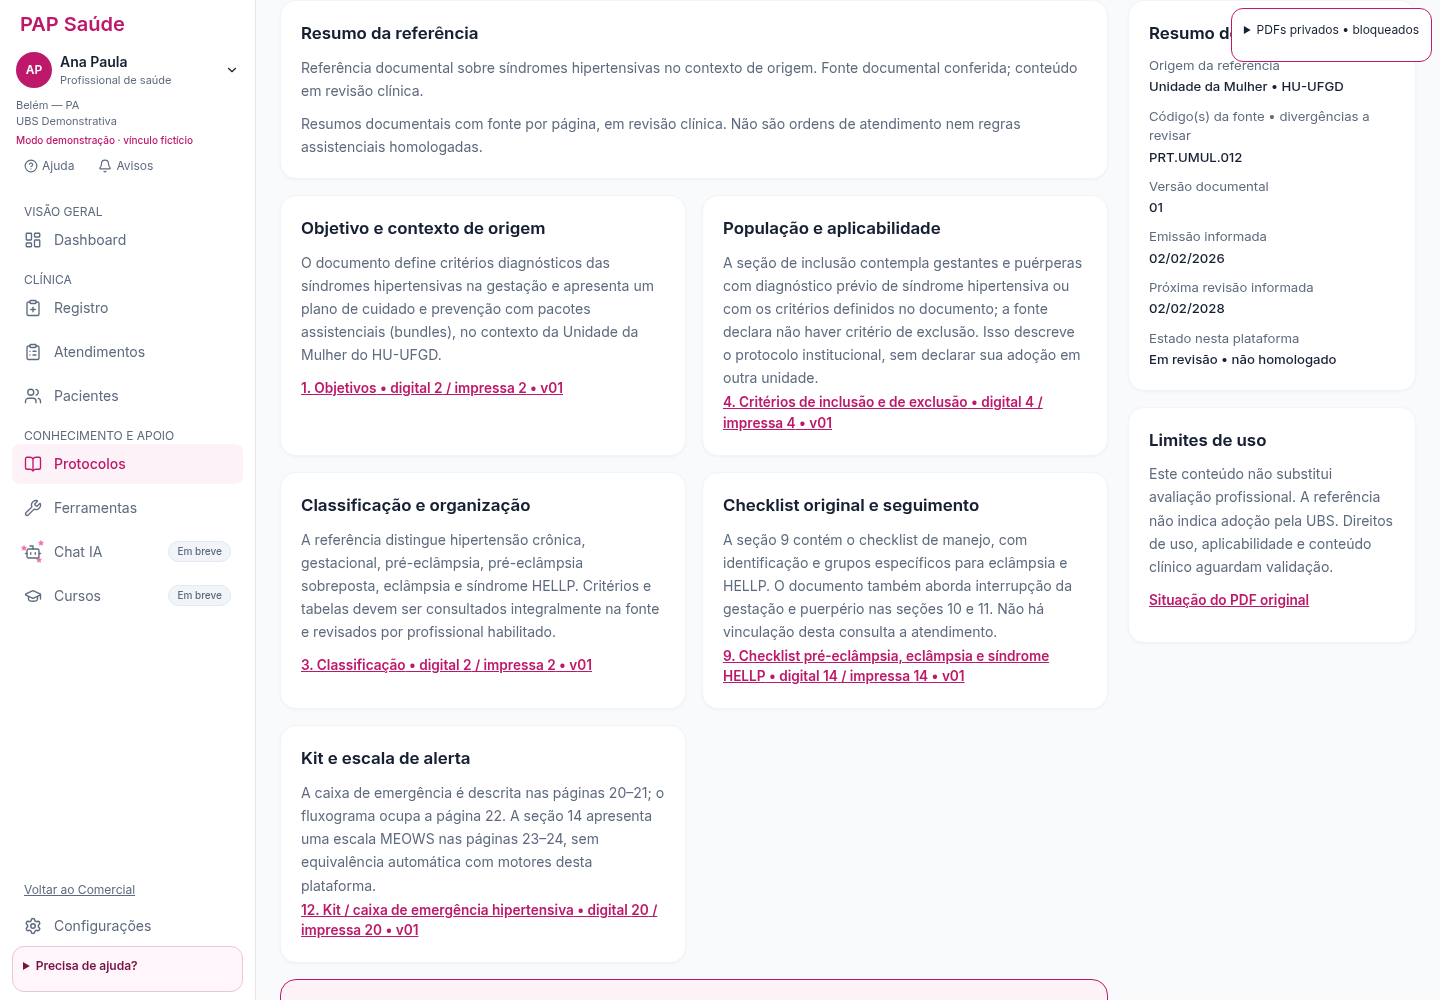 PAP Saúde
AP
Ana Paula
Profissional de saúde
Belém — PA
UBS Demonstrativa
Modo demonstração · vínculo fictício
Ajuda
Avisos
VISÃO GERAL
Dashboard
CLÍNICA
Registro
Atendimentos
Pacientes
CONHECIMENTO E APOIO
Protocolos
Ferramentas
Chat IA
Em breve
Cursos
Em breve
Voltar ao Comercial
Configurações
Precisa de ajuda?
Resumo da referência
Referência documental sobre síndromes hipertensivas no contexto de origem. Fonte documental conferida; conteúdo
em revisão clínica.
Resumos documentais com fonte por página, em revisão clínica. Não são ordens de atendimento nem regras
assistenciais homologadas.
Objetivo e contexto de origem
O documento define critérios diagnósticos das
síndromes hipertensivas na gestação e apresenta um
plano de cuidado e prevenção com pacotes
assistenciais (bundles), no contexto da Unidade da
Mulher do HU-UFGD.
1. Objetivos • digital 2 / impressa 2 • v01
População e aplicabilidade
A seção de inclusão contempla gestantes e puérperas
com diagnóstico prévio de síndrome hipertensiva ou
com os critérios definidos no documento; a fonte
declara não haver critério de exclusão. Isso descreve
o protocolo institucional, sem declarar sua adoção em
outra unidade.
4. Critérios de inclusão e de exclusão • digital 4 /
impressa 4 • v01
Classificação e organização
A referência distingue hipertensão crônica,
gestacional, pré-eclâmpsia, pré-eclâmpsia
sobreposta, eclâmpsia e síndrome HELLP. Critérios e
tabelas devem ser consultados integralmente na fonte
e revisados por profissional habilitado.
3. Classificação • digital 2 / impressa 2 • v01
Checklist original e seguimento
A seção 9 contém o checklist de manejo, com
identificação e grupos específicos para eclâmpsia e
HELLP. O documento também aborda interrupção da
gestação e puerpério nas seções 10 e 11. Não há
vinculação desta consulta a atendimento.
9. Checklist pré-eclâmpsia, eclâmpsia e síndrome
HELLP • digital 14 / impressa 14 • v01
Kit e escala de alerta
A caixa de emergência é descrita nas páginas 20–21; o
fluxograma ocupa a página 22. A seção 14 apresenta
uma escala MEOWS nas páginas 23–24, sem
equivalência automática com motores desta
plataforma.
12. Kit / caixa de emergência hipertensiva • digital 20 /
impressa 20 • v01
Resumo
PDFs privados • bloqueados
Origem da referência
Unidade da Mulher • HU-UFGD
Código(s) da fonte • divergências a
revisar
PRT.UMUL.012
Versão documental
01
Emissão informada
02/02/2026
Próxima revisão informada
02/02/2028
Estado nesta plataforma
Em revisão • não homologado
Limites de uso
Este conteúdo não substitui
avaliação profissional. A referência
não indica adoção pela UBS. Direitos
de uso, aplicabilidade e conteúdo
clínico aguardam validação.
Situação do PDF original